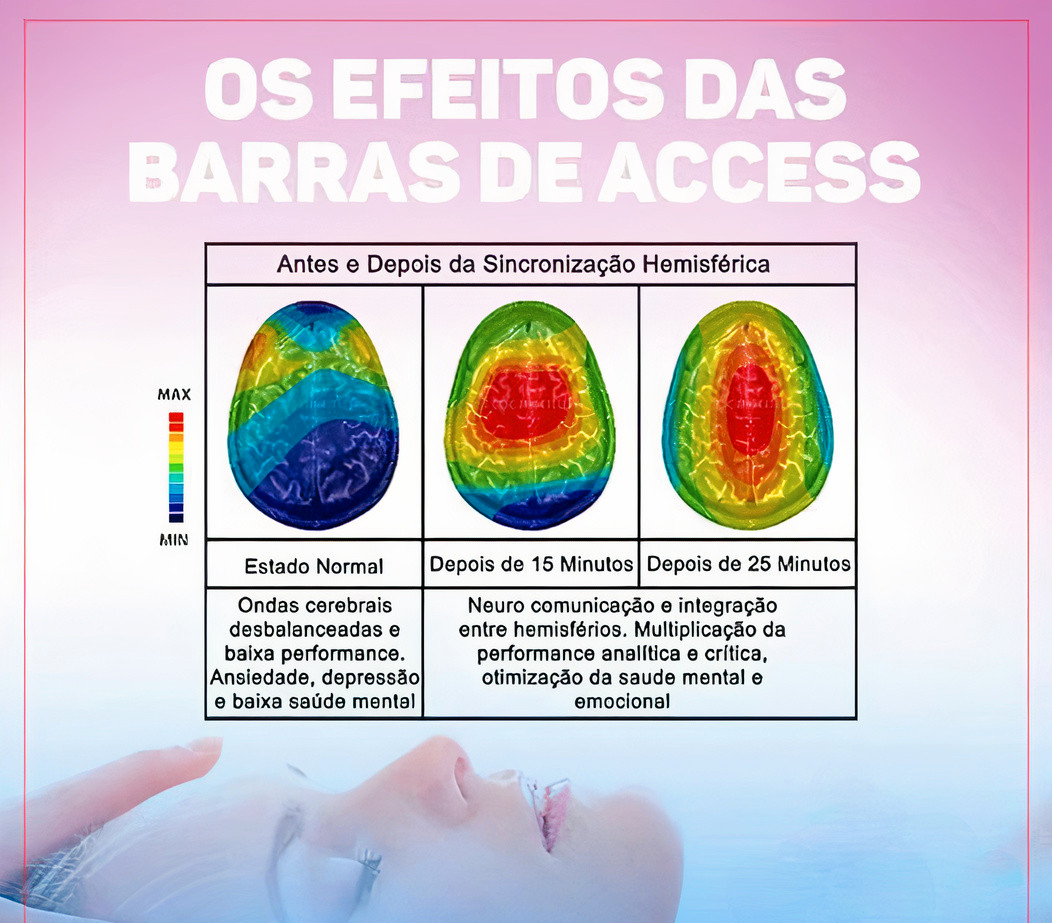 OS EFEITOS DAS
BARRAS DE ACCESS
Antes e Depois da Sincronização Hemisférica
MAX
MIN
Estado Normal
Depois de 15 Minutos
Depois de 25 Minutos
Ondas cerebrais
desbalanceadas e
baixa performance.
Ansiedade, depressão
e baixa saúde mental
Neuro comunicação e integração
entre hemisférios. Multiplicação da
performance analítica e crítica,
otimização da saude mental e
emocional